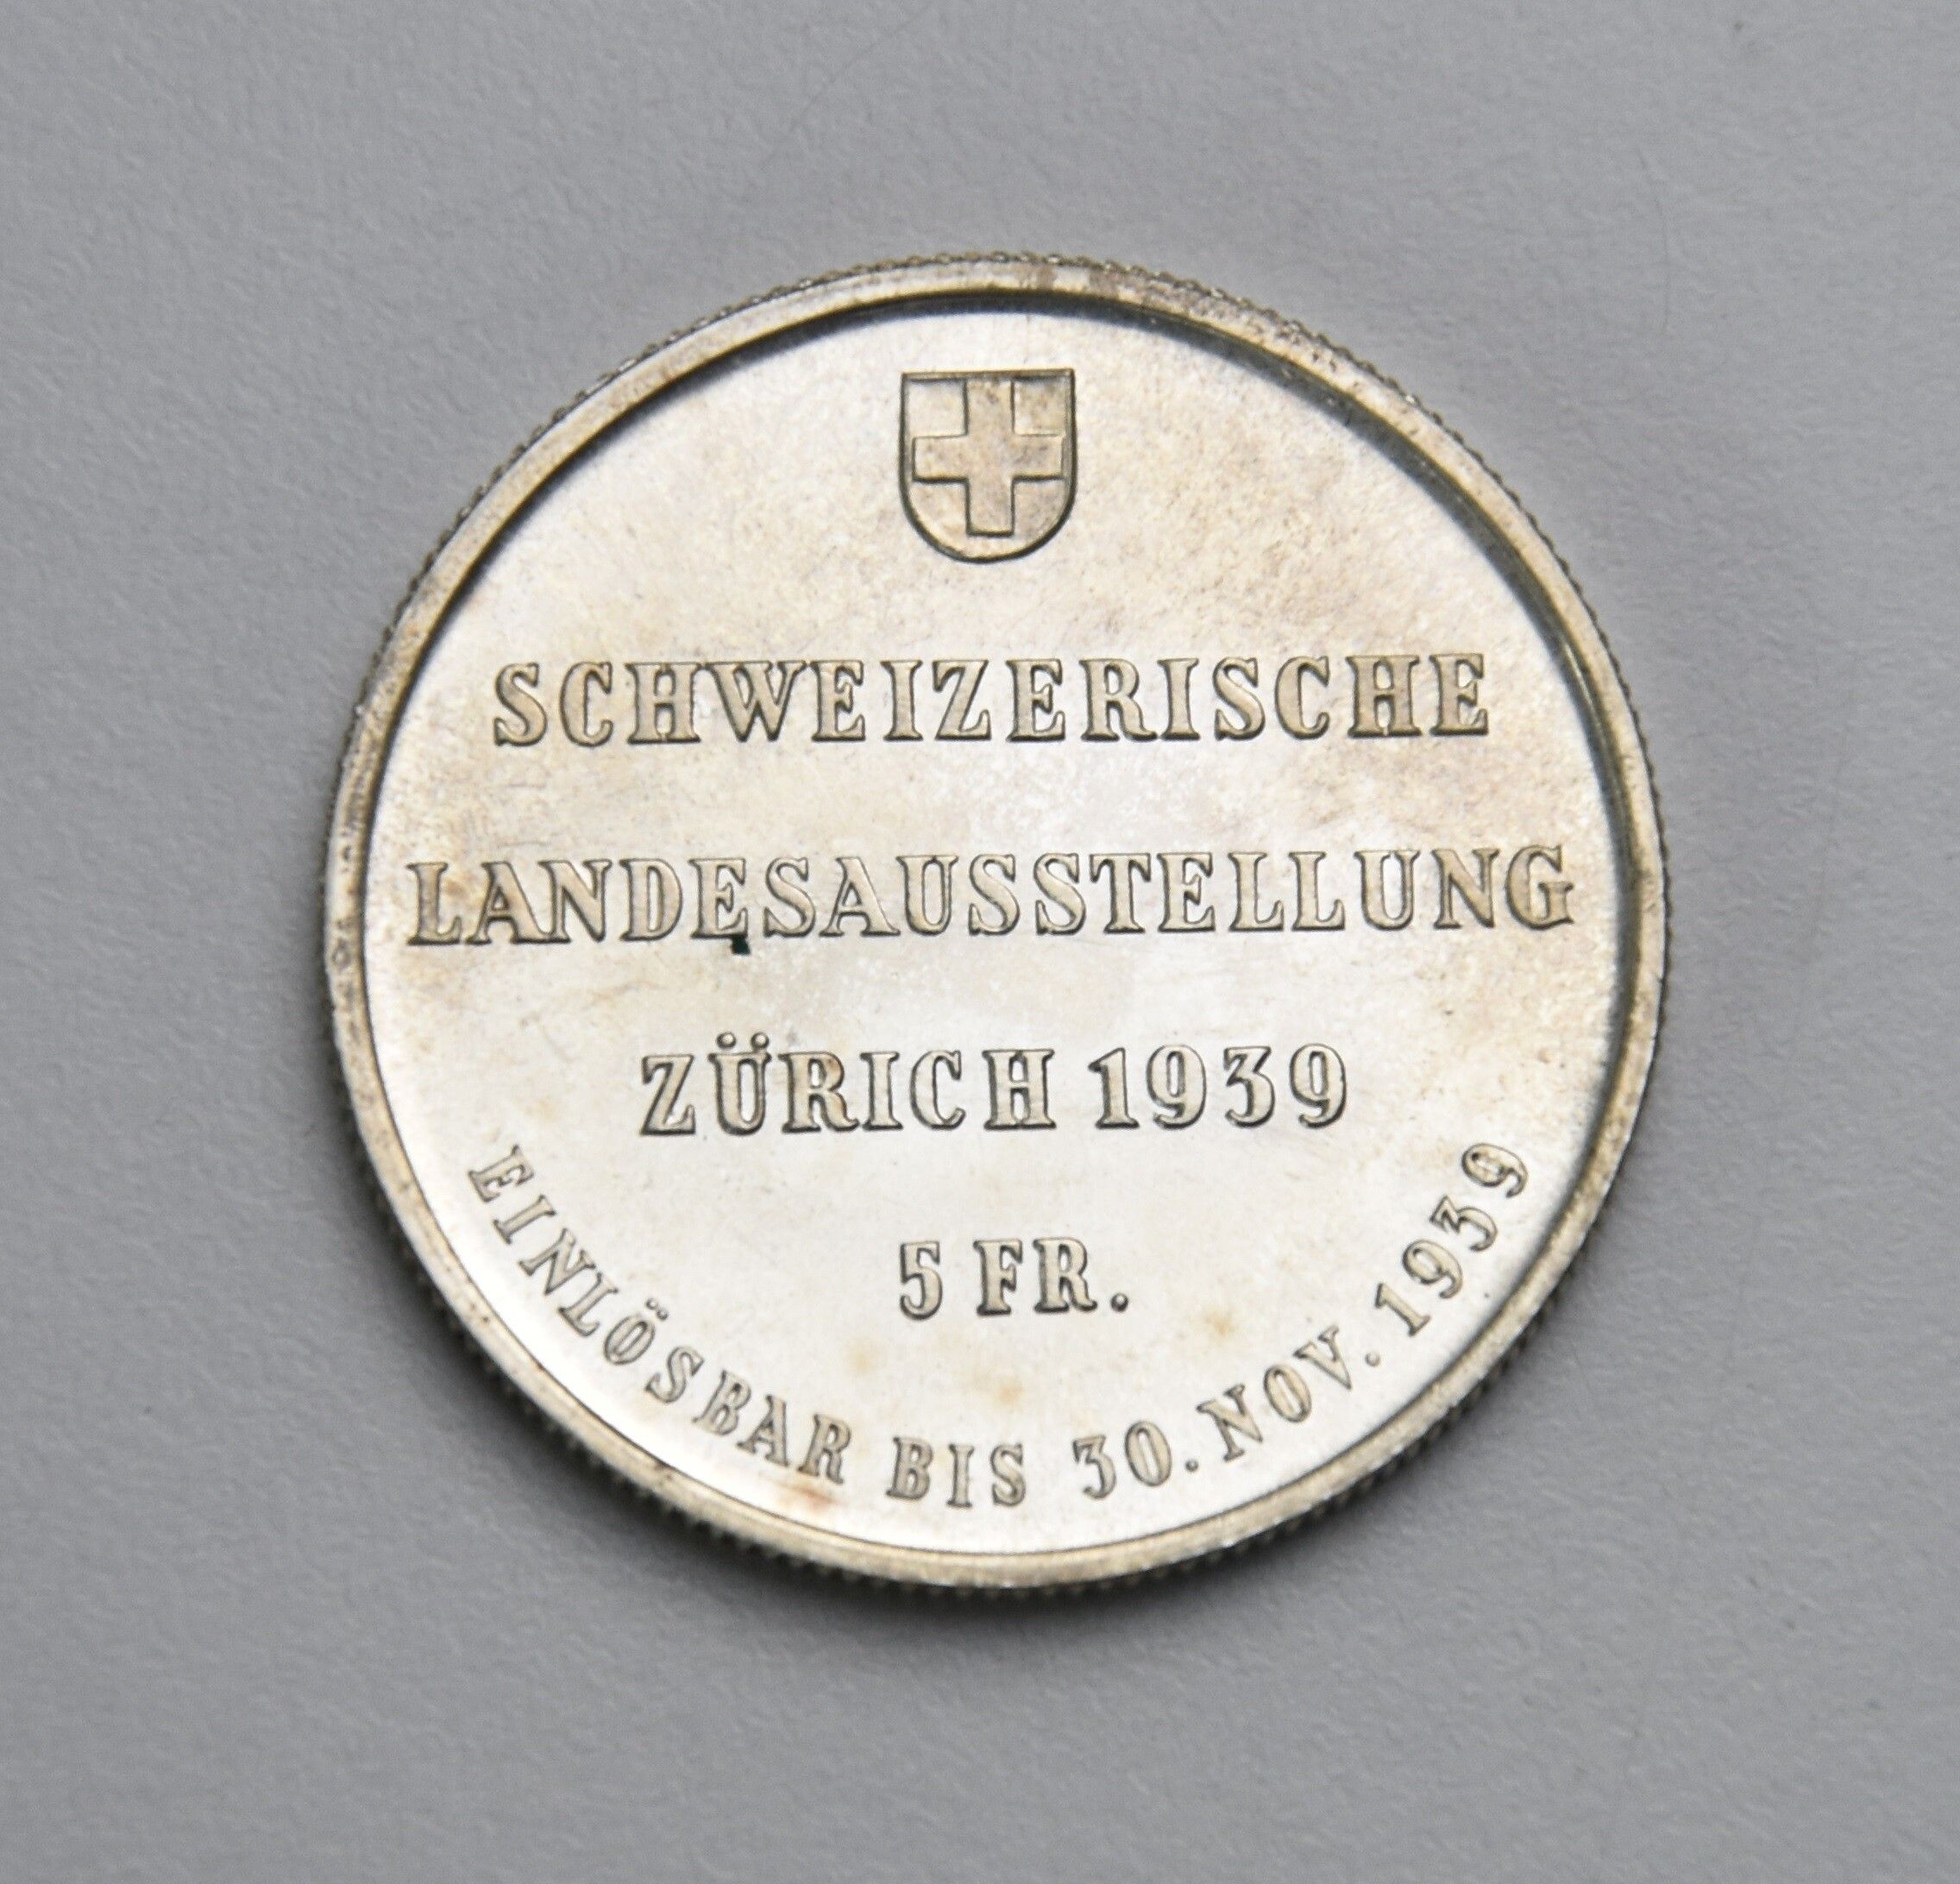 SCHWEIZERISCHE
LANDESAUSSTELLUNG
ZÜRICH 1939
5 FR.
EINLÖSBAR BIS 30. NOV. 1939